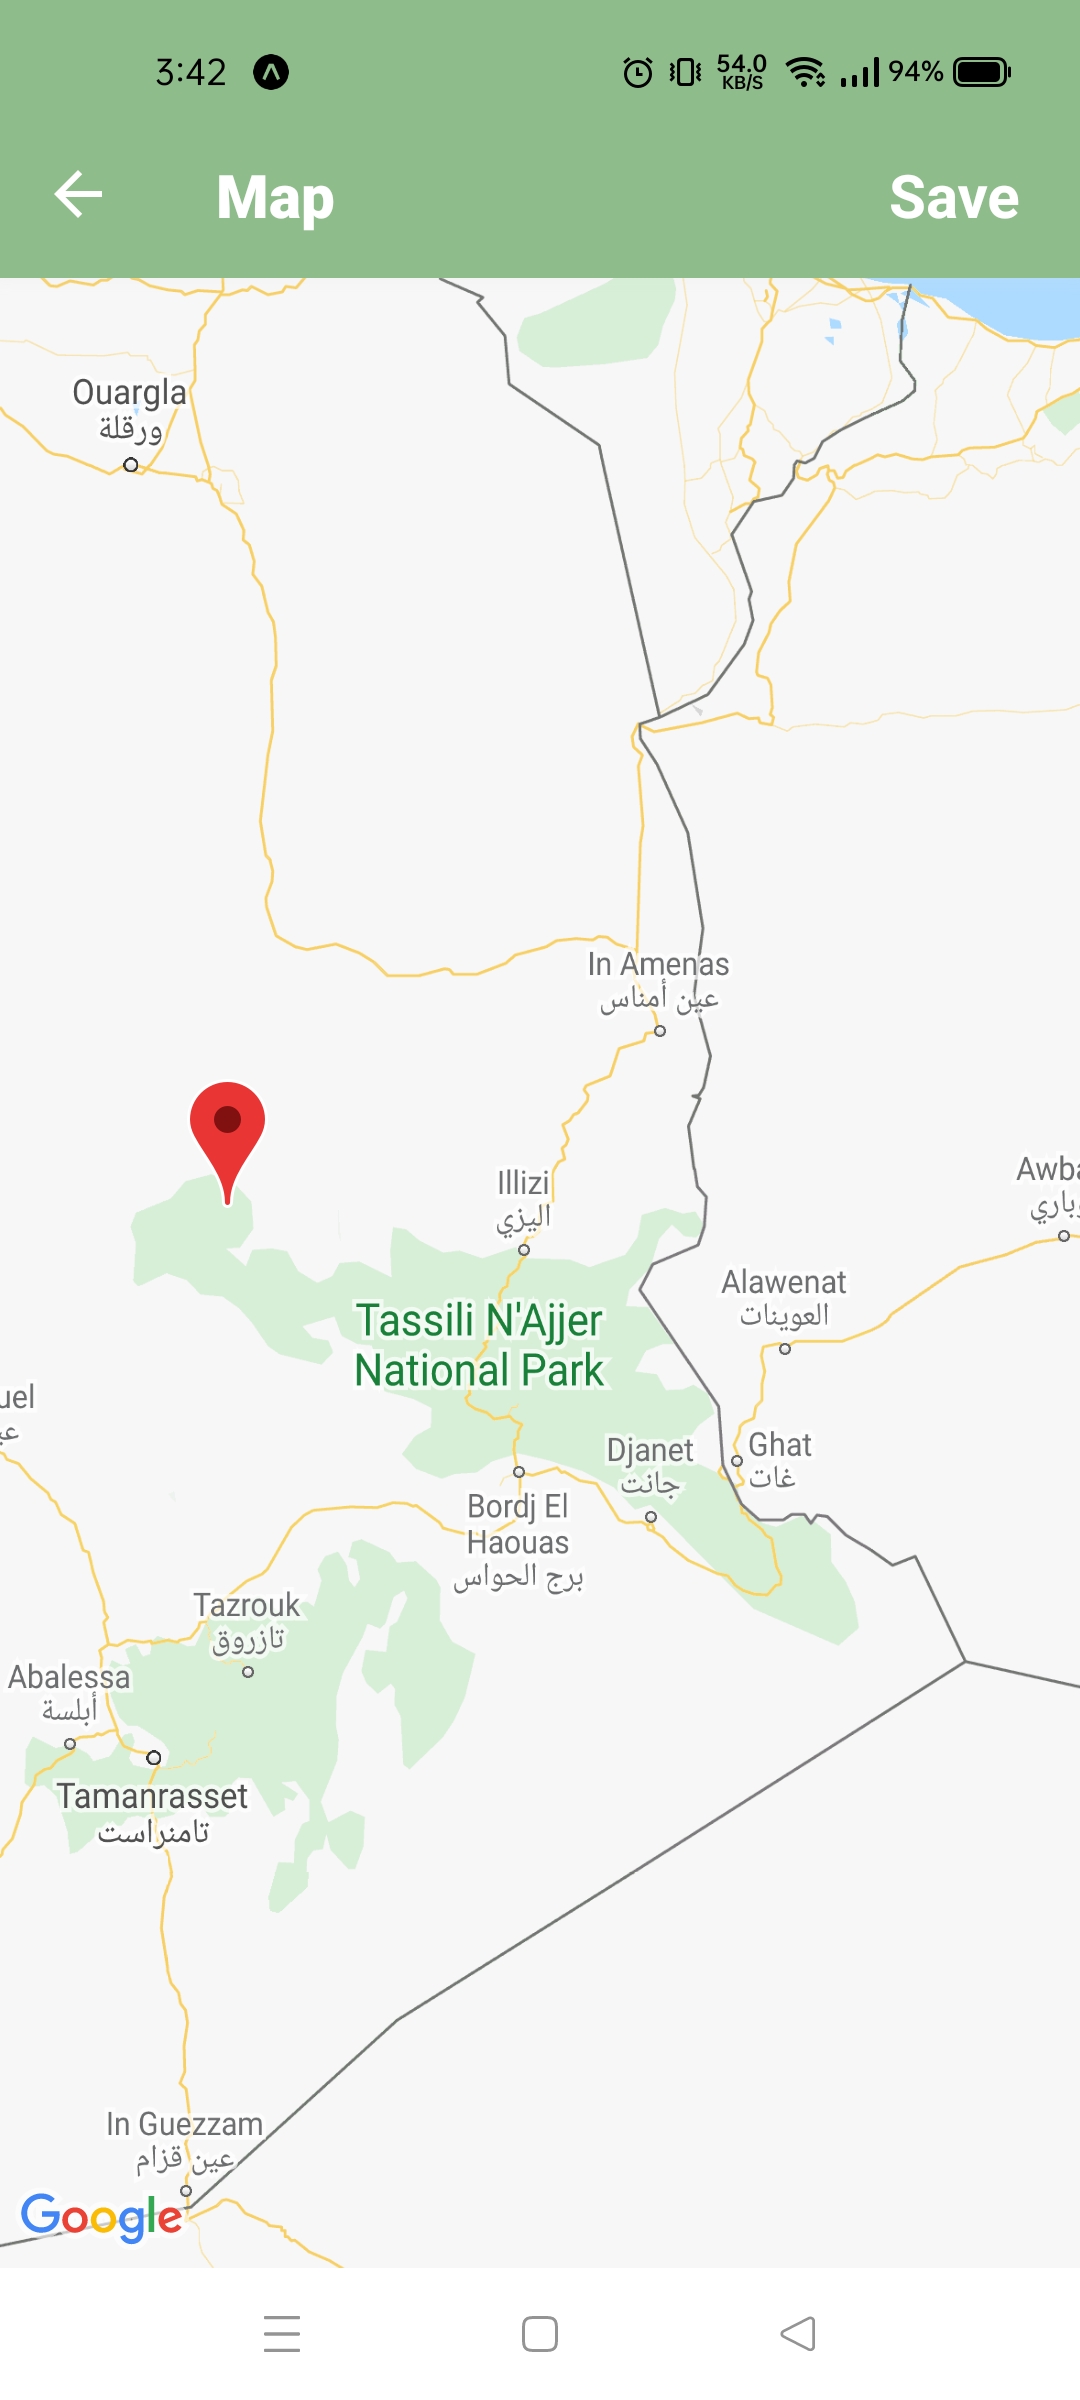 3:42
54.0
KB/S
94%
Map
Save
Ouargla
ورقلة
In Amenas
عين أمناس
Illizi
اليزي
Awba
وباري
Alawenat
العوينات
Tassili N'Ajjer
National Park
uel
عي
Djanet
جانت
Ghat
غات
Bordj El
Haouas
برج الحواس
Tazrouk
تازروق
Abalessa
أبلسة
Tamanrasset
تامنراست
In Guezzam
عين قزام
Google